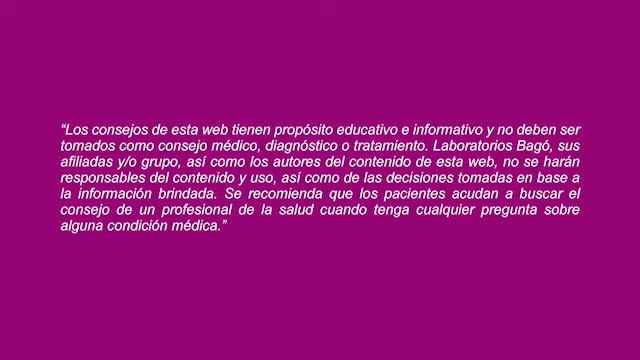 “Los consejos de esta web tienen propósito educativo e informativo y no deben ser
tomados como consejo médico, diagnóstico o tratamiento. Laboratorios Bagó, sus
afiliadas y/o grupo, así como los autores del contenido de esta web, no se harán
responsables del contenido y uso, así como de las decisiones tomadas en base a
la información brindada. Se recomienda que los pacientes acudan a buscar el
consejo de un profesional de la salud cuando tenga cualquier pregunta sobre
alguna condición médica.”